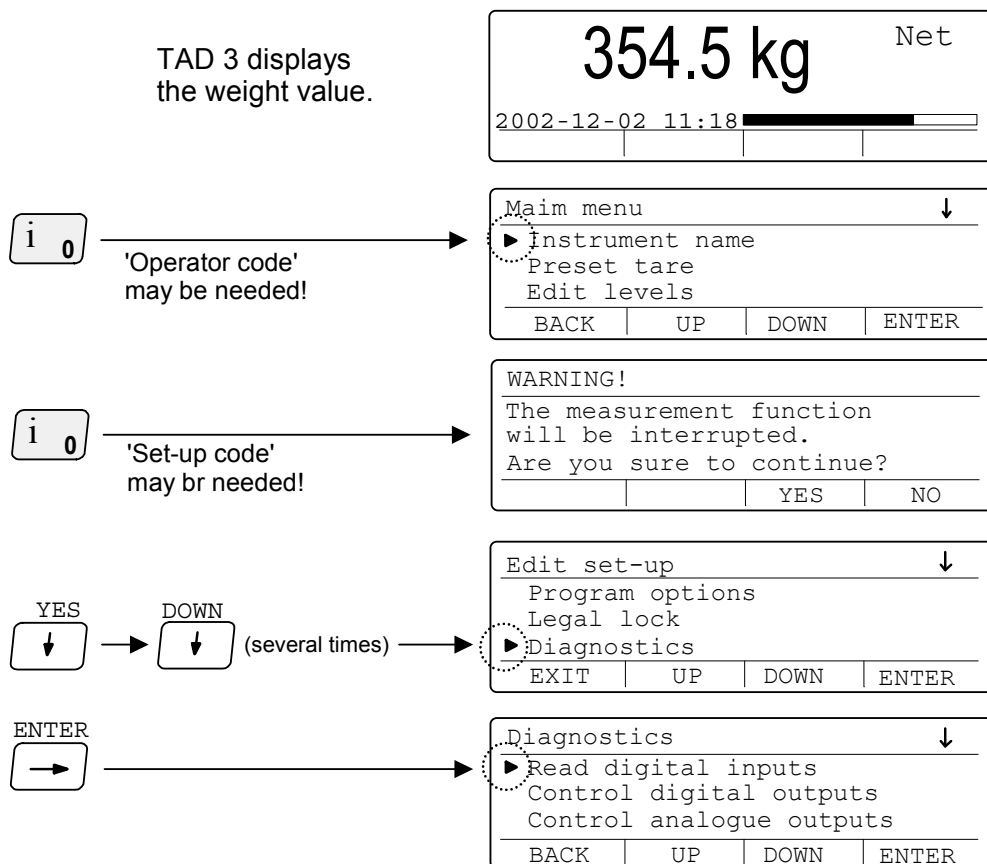 TAD 3 displays
the weight value.
354.5 kg Net
2002-12-02 11:18
i 0
'Operator code'
may be needed!
Maim menu ↓
Instrument name
Preset tare
Edit levels
BACK UP DOWN ENTER
i 0
'Set-up code'
may br needed!
WARNING!
The measurement function
will be interrupted.
Are you sure to continue?
YES NO
YES DOWN
(several times)
Edit set-up ↓
Program options
Legal lock
Diagnostics
EXIT UP DOWN ENTER
ENTER
Diagnostics ↓
Read digital inputs
Control digital outputs
Control analogue outputs
BACK UP DOWN ENTER